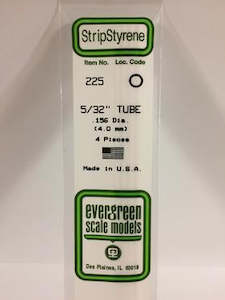 StripStyrene
Item No. Loc. Code
225
5/32" TUBE
.156 Dia.
(4.0 mm)
4 Pieces
Made in U.S.A.
evergreen
scale models
Des Plaines, IL 60018